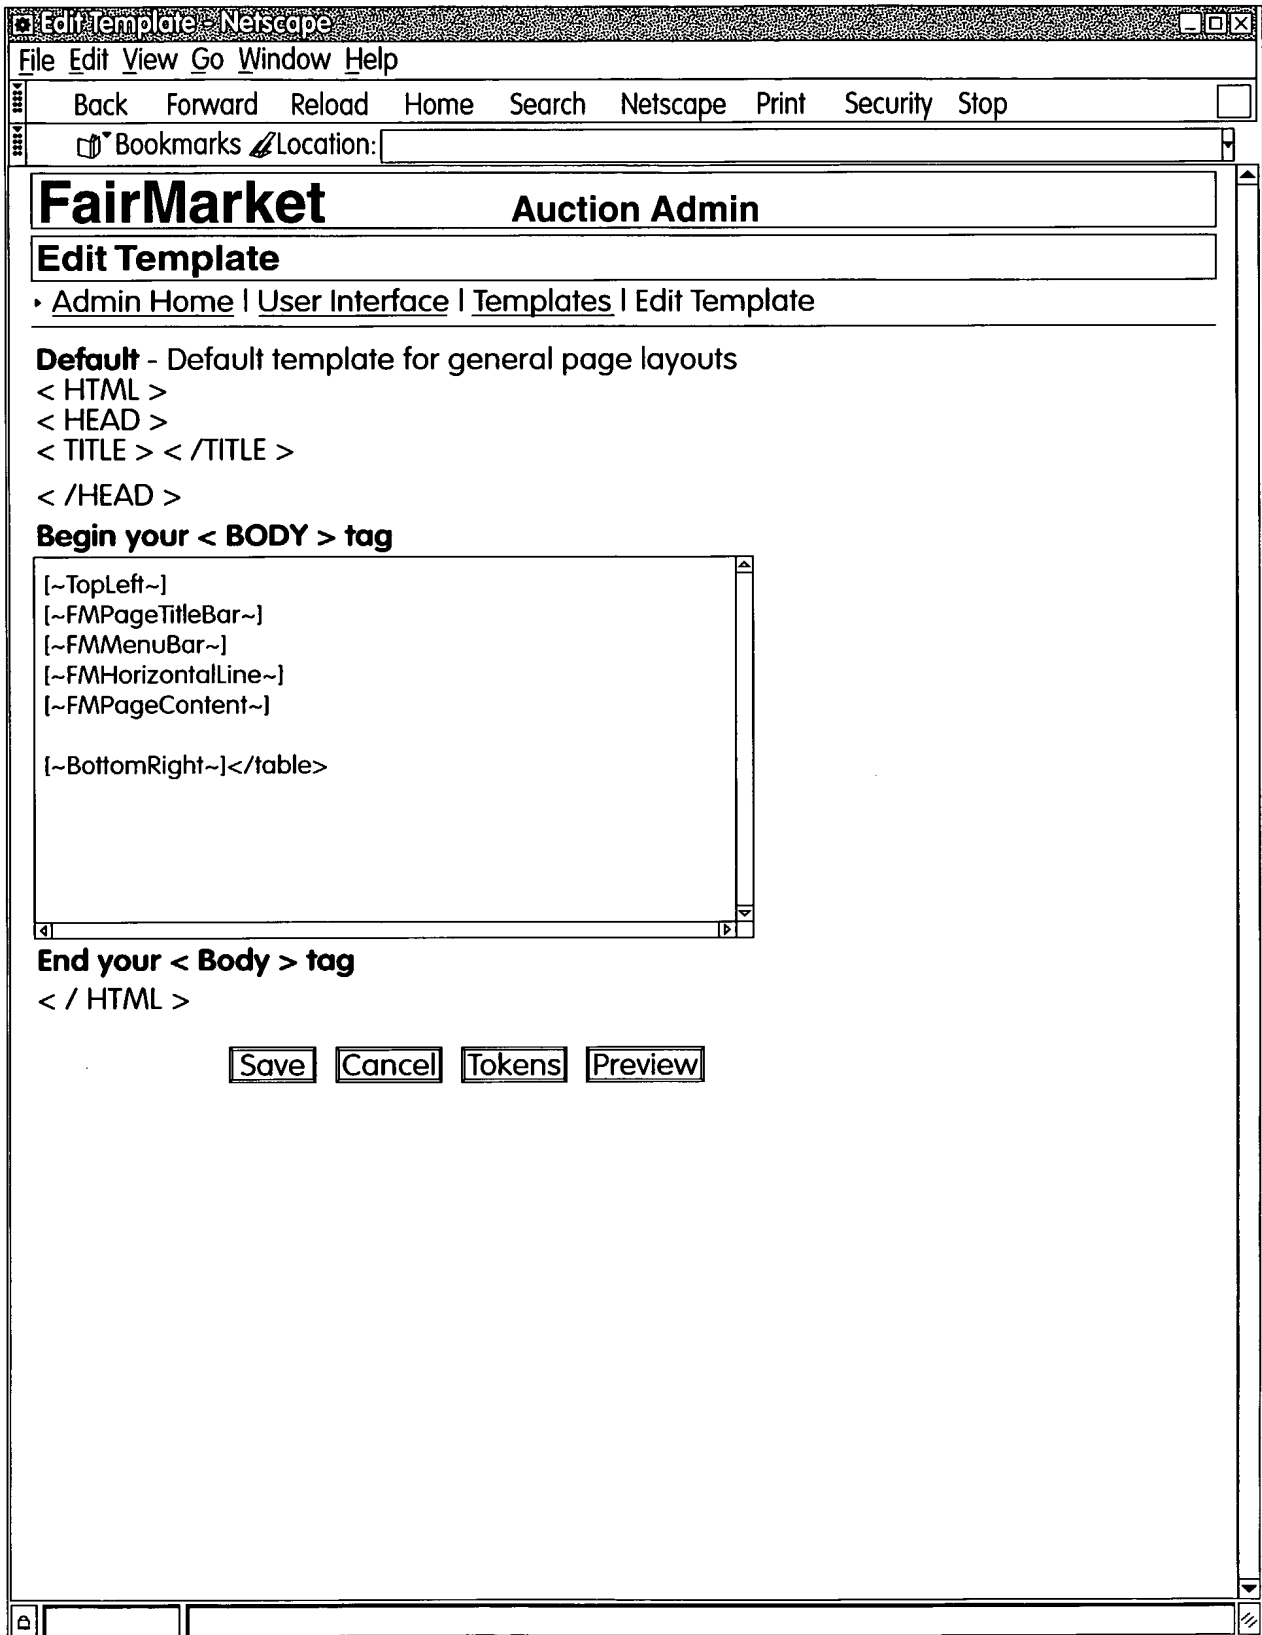 Edit Template - Netscape
File Edit View Go Window Help
Back Forward Reload Home Search Netscape Print Security Stop
Bookmarks Location:
FairMarket Auction Admin
Edit Template
Admin Home | User Interface | Templates | Edit Template
Default - Default template for general page layouts
< HTML >
< HEAD >
< TITLE > < /TITLE >
< /HEAD >
Begin your < BODY > tag
[~TopLeft~]
[~FMPageTitleBar~]
[~FMMenuBar~]
[~FMHorizontalLine~]
[~FMPageContent~]
[~BottomRight~]</table>
End your < Body > tag
< / HTML >
Save Cancel Tokens Preview